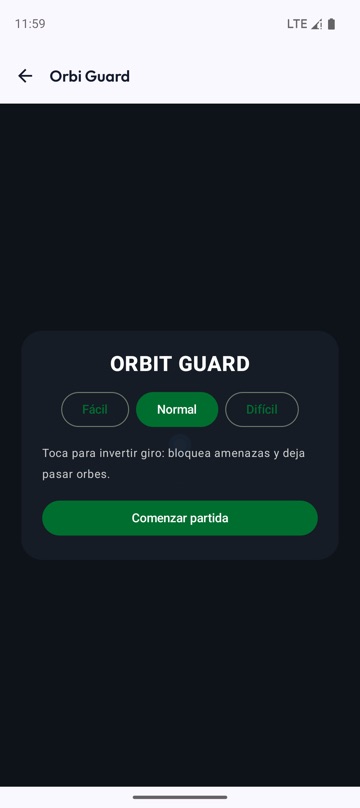 11:59
LTE
Orbi Guard
ORBIT GUARD
Fácil
Normal
Difícil
Toca para invertir giro: bloquea amenazas y deja
pasar orbes.
Comenzar partida